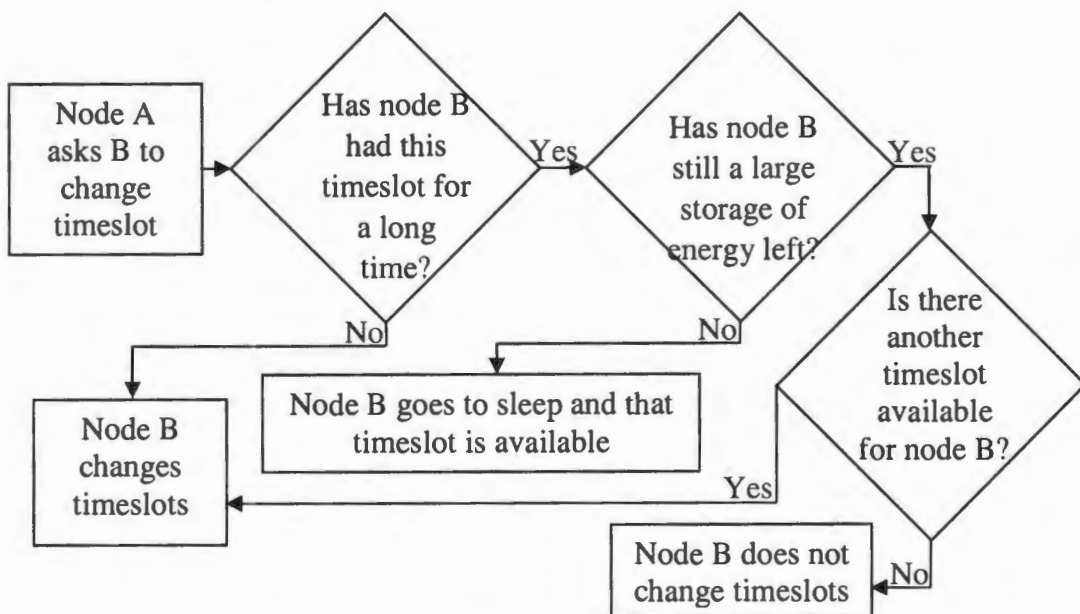 Node A
asks B to
change
timeslot
Has node B
had this
timeslot for
a long
time?
Yes
Has node B
still a large
storage of
energy left?
Yes
No
No
Is there
another
timeslot
available
for node B?
Node B
changes
timeslots
Node B goes to sleep and that
timeslot is available
Yes
Node B does not
change timeslots
No